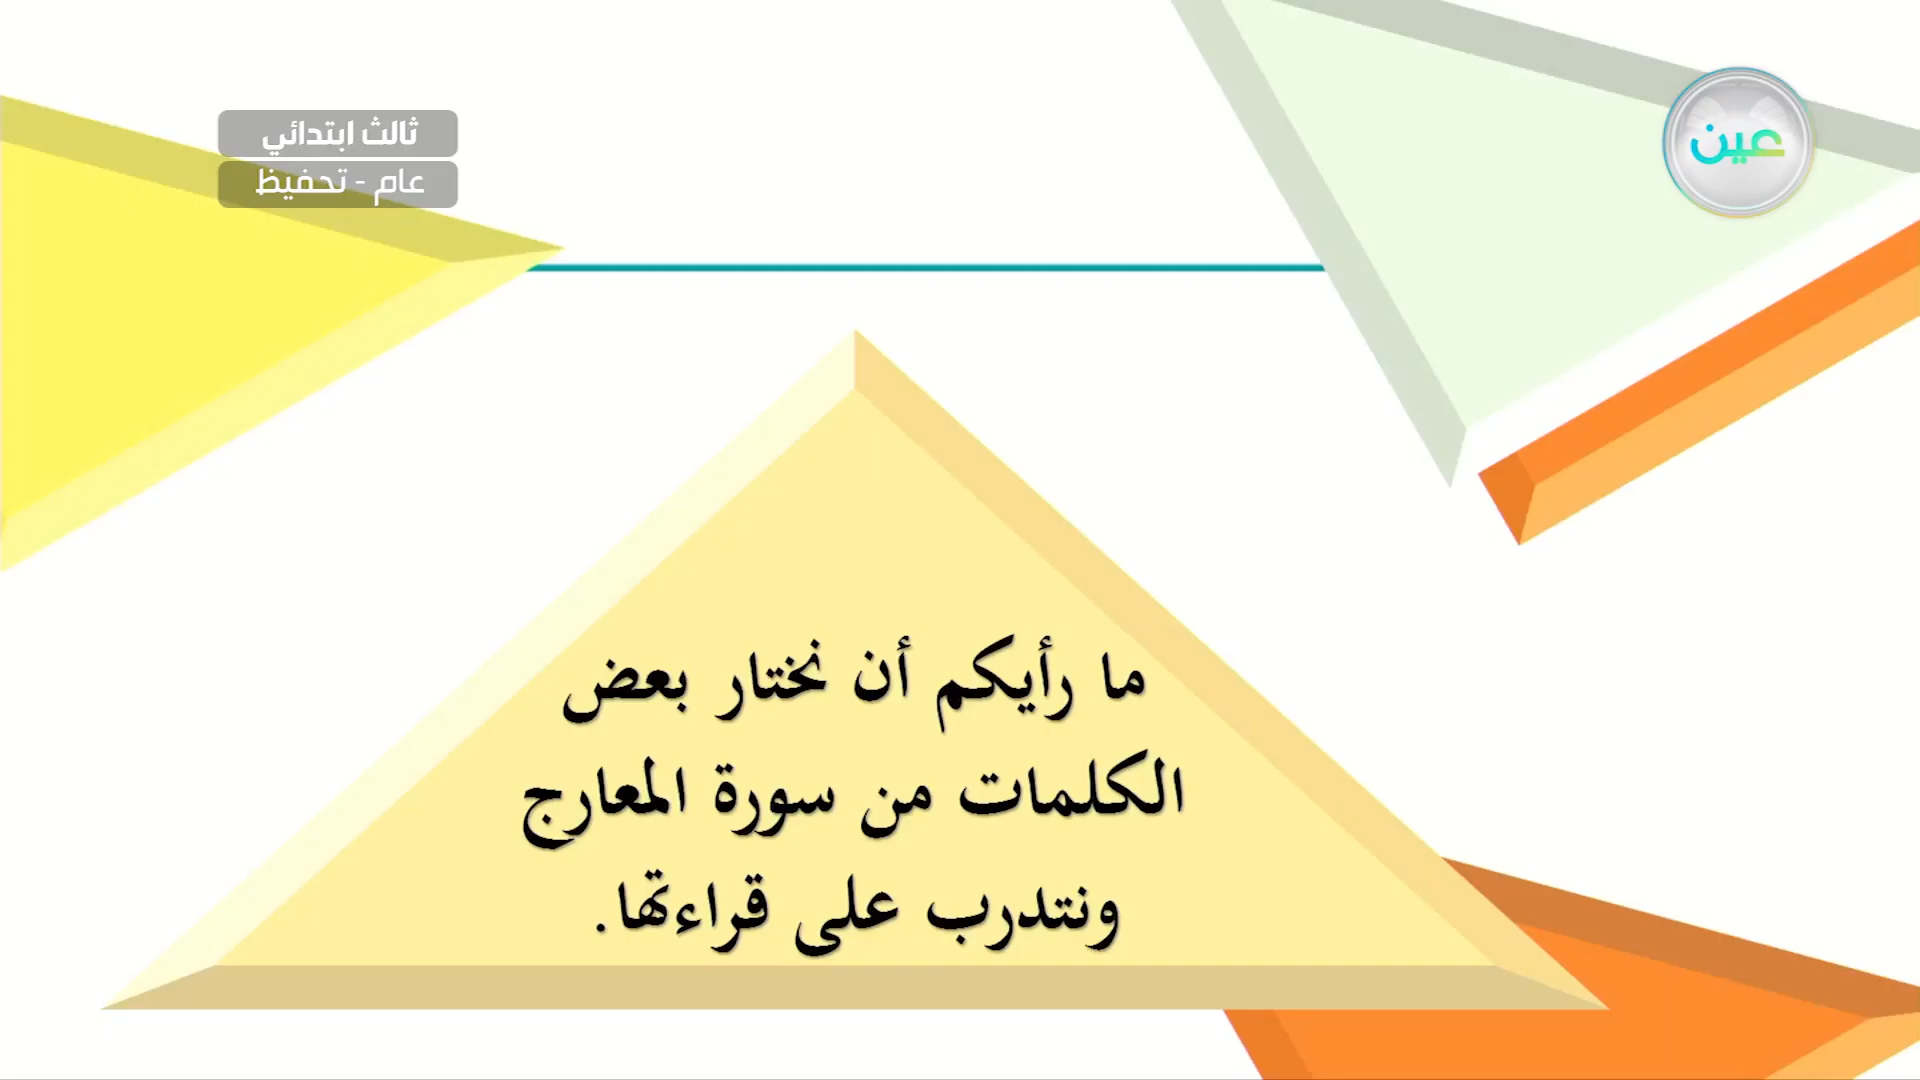 عين
ثالث ابتدائي
عام - تحفيظ
ما رأيكم أن نختار بعض
الكلمات من سورة المعارج
ونتدرب على قراءتها.